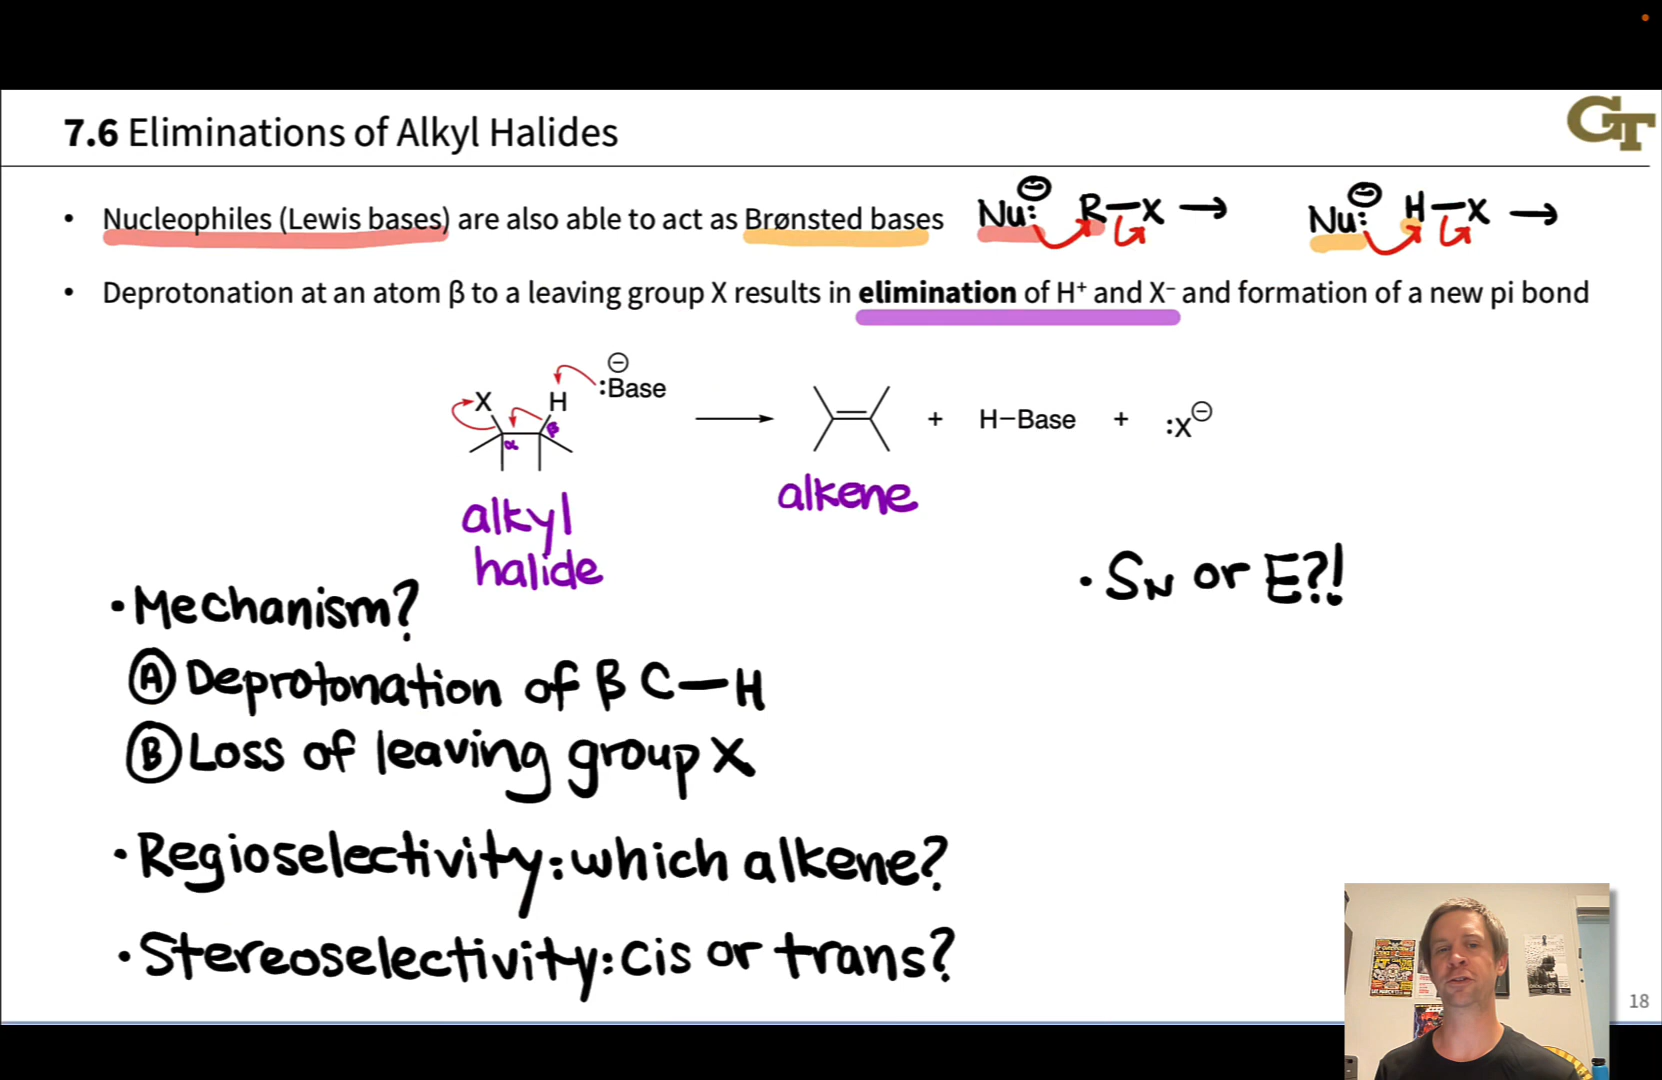 GT
7.6 Eliminations of Alkyl Halides
• Nucleophiles (Lewis bases) are also able to act as Brønsted bases
Nu:⊖ R—X →
Nu:⊖ H—X →
• Deprotonation at an atom β to a leaving group X results in elimination of H⁺ and X⁻ and formation of a new pi bond
X H ⊖:Base
α β
→ + H–Base + :X⊖
alkyl
halide
alkene
• Mechanism?
Ⓐ Deprotonation of β C—H
Ⓑ Loss of leaving group X
• Regioselectivity: which alkene?
• Stereoselectivity: cis or trans?
• SN or E?!
18